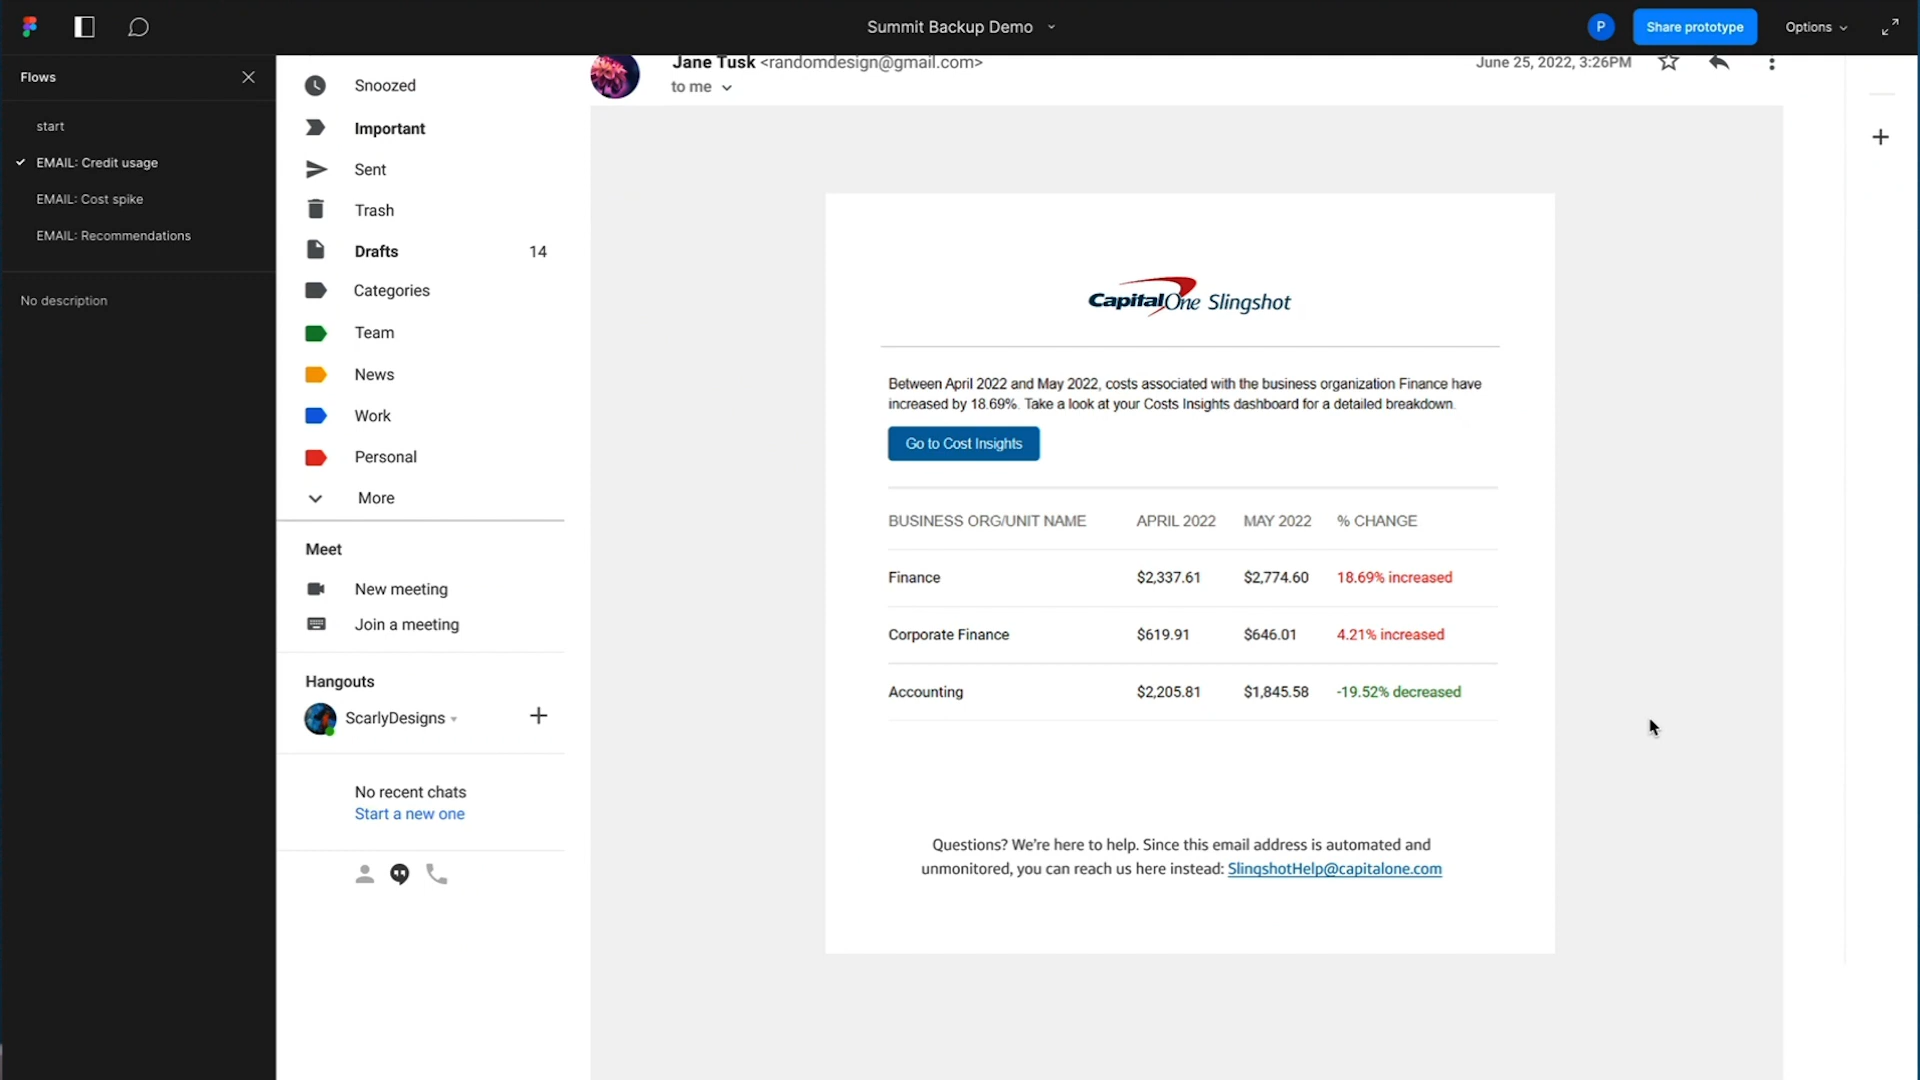 Summit Backup Demo
P
Share prototype
Options
Flows
start
EMAIL: Credit usage
EMAIL: Cost spike
EMAIL: Recommendations
No description
Snoozed
Important
Sent
Trash
Drafts 14
Categories
Team
News
Work
Personal
More
Meet
New meeting
Join a meeting
Hangouts
ScarlyDesigns
No recent chats
Start a new one
Jane Tusk <randomdesign@gmail.com>
June 25, 2022, 3:26PM
to me
CapitalOne Slingshot
Between April 2022 and May 2022, costs associated with the business organization Finance have
increased by 18.69%. Take a look at your Costs Insights dashboard for a detailed breakdown.
Go to Cost Insights
BUSINESS ORG/UNIT NAME APRIL 2022 MAY 2022 % CHANGE
Finance $2,337.61 $2,774.60 18.69% increased
Corporate Finance $619.91 $646.01 4.21% increased
Accounting $2,205.81 $1,845.58 -19.52% decreased
Questions? We're here to help. Since this email address is automated and
unmonitored, you can reach us here instead: SlingshotHelp@capitalone.com